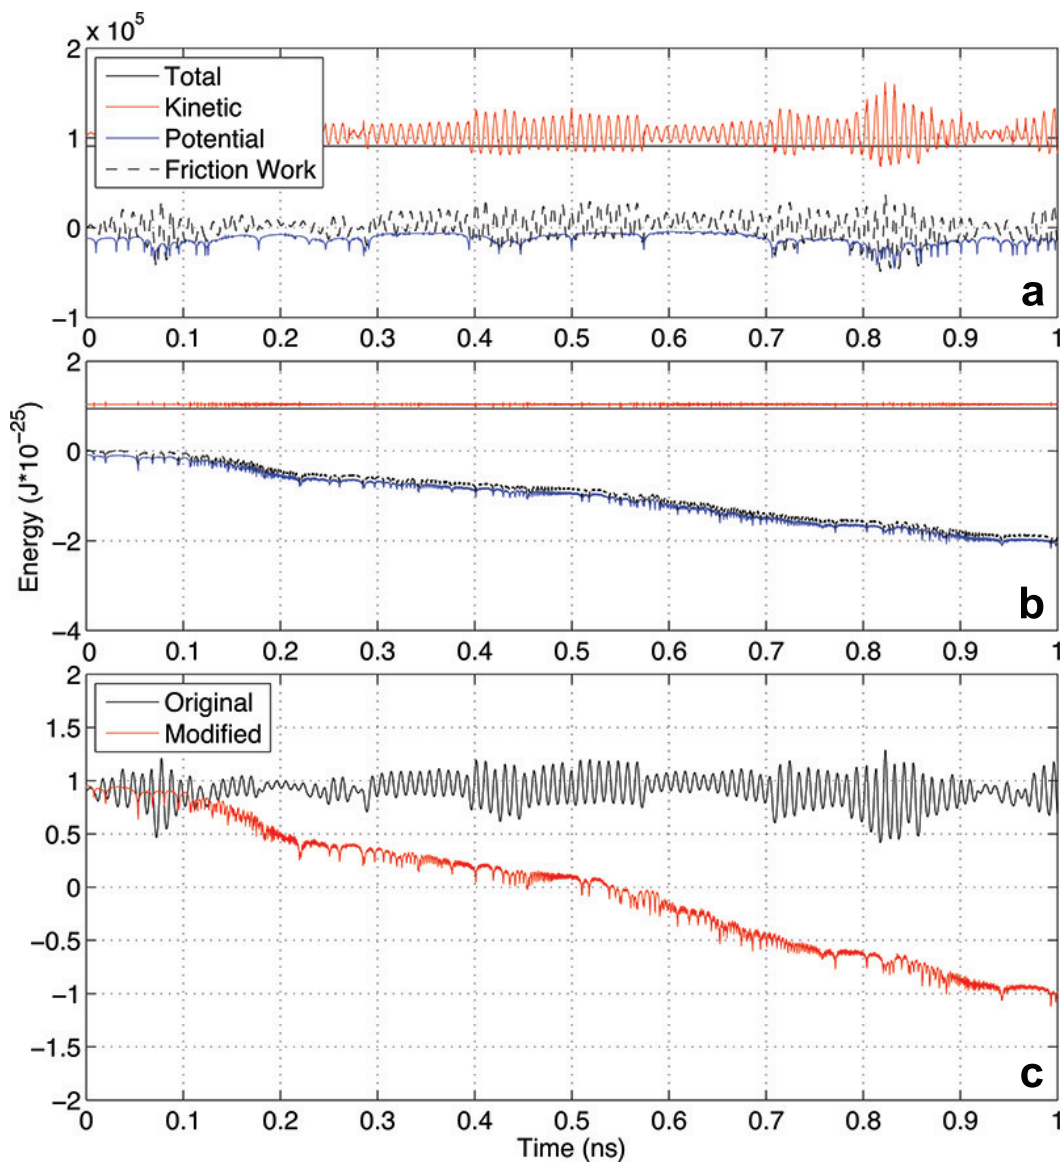 x 10^5
2
1
0
−1
Total
Kinetic
Potential
Friction Work
a
0 0.1 0.2 0.3 0.4 0.5 0.6 0.7 0.8 0.9 1
2
0
−2
−4
Energy (J*10^−25)
b
0 0.1 0.2 0.3 0.4 0.5 0.6 0.7 0.8 0.9 1
2
1.5
1
0.5
0
−0.5
−1
−1.5
−2
Original
Modified
c
0 0.1 0.2 0.3 0.4 0.5 0.6 0.7 0.8 0.9 1
Time (ns)